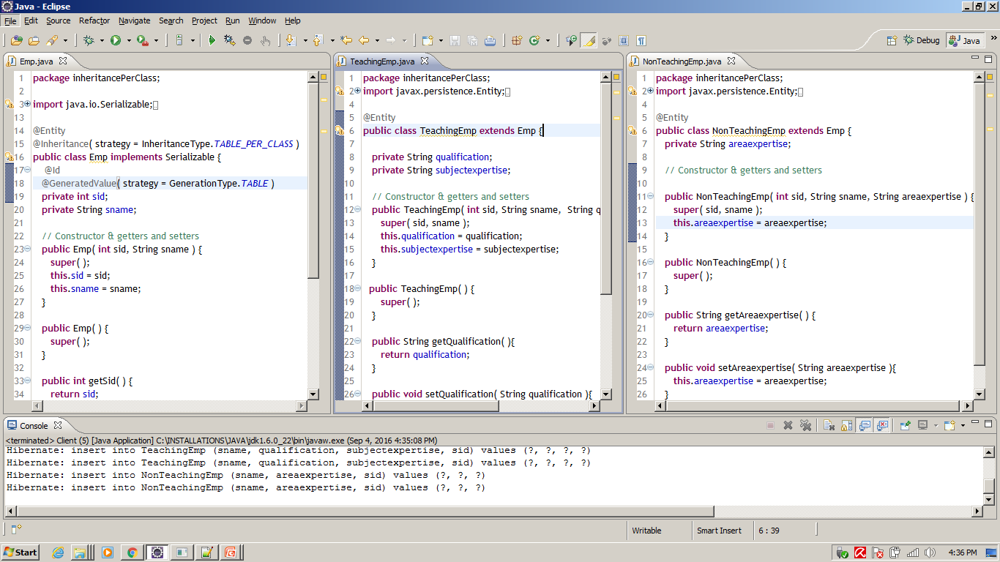 Java - Eclipse
File Edit Source Refactor Navigate Search Project Run Window Help
Debug Java »
Emp.java
1 package inheritancePerClass;
2
3 import java.io.Serializable;
13
14 @Entity
15 @Inheritance( strategy = InheritanceType.TABLE_PER_CLASS )
16 public class Emp implements Serializable {
17 @Id
18 @GeneratedValue( strategy = GenerationType.TABLE )
19 private int sid;
20 private String sname;
21
22 // Constructor & getters and setters
23 public Emp( int sid, String sname ) {
24 super( );
25 this.sid = sid;
26 this.sname = sname;
27 }
28
29 public Emp( ) {
30 super( );
31 }
32
33 public int getSid( ) {
34 return sid;
TeachingEmp.java
1 package inheritancePerClass;
2 import javax.persistence.Entity;
4
5 @Entity
6 public class TeachingEmp extends Emp {
7
8 private String qualification;
9 private String subjectexpertise;
10
11 // Constructor & getters and setters
12 public TeachingEmp( int sid, String sname, String q
13 super( sid, sname );
14 this.qualification = qualification;
15 this.subjectexpertise = subjectexpertise;
16 }
17
18 public TeachingEmp( ) {
19 super( );
20 }
21
22 public String getQualification( ){
23 return qualification;
24 }
25
26 public void setQualification( String qualification ){
NonTeachingEmp.java
1 package inheritancePerClass;
2 import javax.persistence.Entity;
4
5 @Entity
6 public class NonTeachingEmp extends Emp {
7 private String areaexpertise;
8
9 // Constructor & getters and setters
10
11 public NonTeachingEmp( int sid, String sname, String areaexpertise ) {
12 super( sid, sname );
13 this.areaexpertise = areaexpertise;
14 }
15
16 public NonTeachingEmp( ) {
17 super( );
18 }
19
20 public String getAreaexpertise( ) {
21 return areaexpertise;
22 }
23
24 public void setAreaexpertise( String areaexpertise ){
25 this.areaexpertise = areaexpertise;
26 }
Console
<terminated> Client (5) [Java Application] C:\INSTALLATIONS\JAVA\jdk1.6.0_22\bin\javaw.exe (Sep 4, 2016 4:35:08 PM)
Hibernate: insert into TeachingEmp (sname, qualification, subjectexpertise, sid) values (?, ?, ?, ?)
Hibernate: insert into TeachingEmp (sname, qualification, subjectexpertise, sid) values (?, ?, ?, ?)
Hibernate: insert into NonTeachingEmp (sname, areaexpertise, sid) values (?, ?, ?)
Hibernate: insert into NonTeachingEmp (sname, areaexpertise, sid) values (?, ?, ?)
Writable Smart Insert 6 : 39
Start 4:36 PM